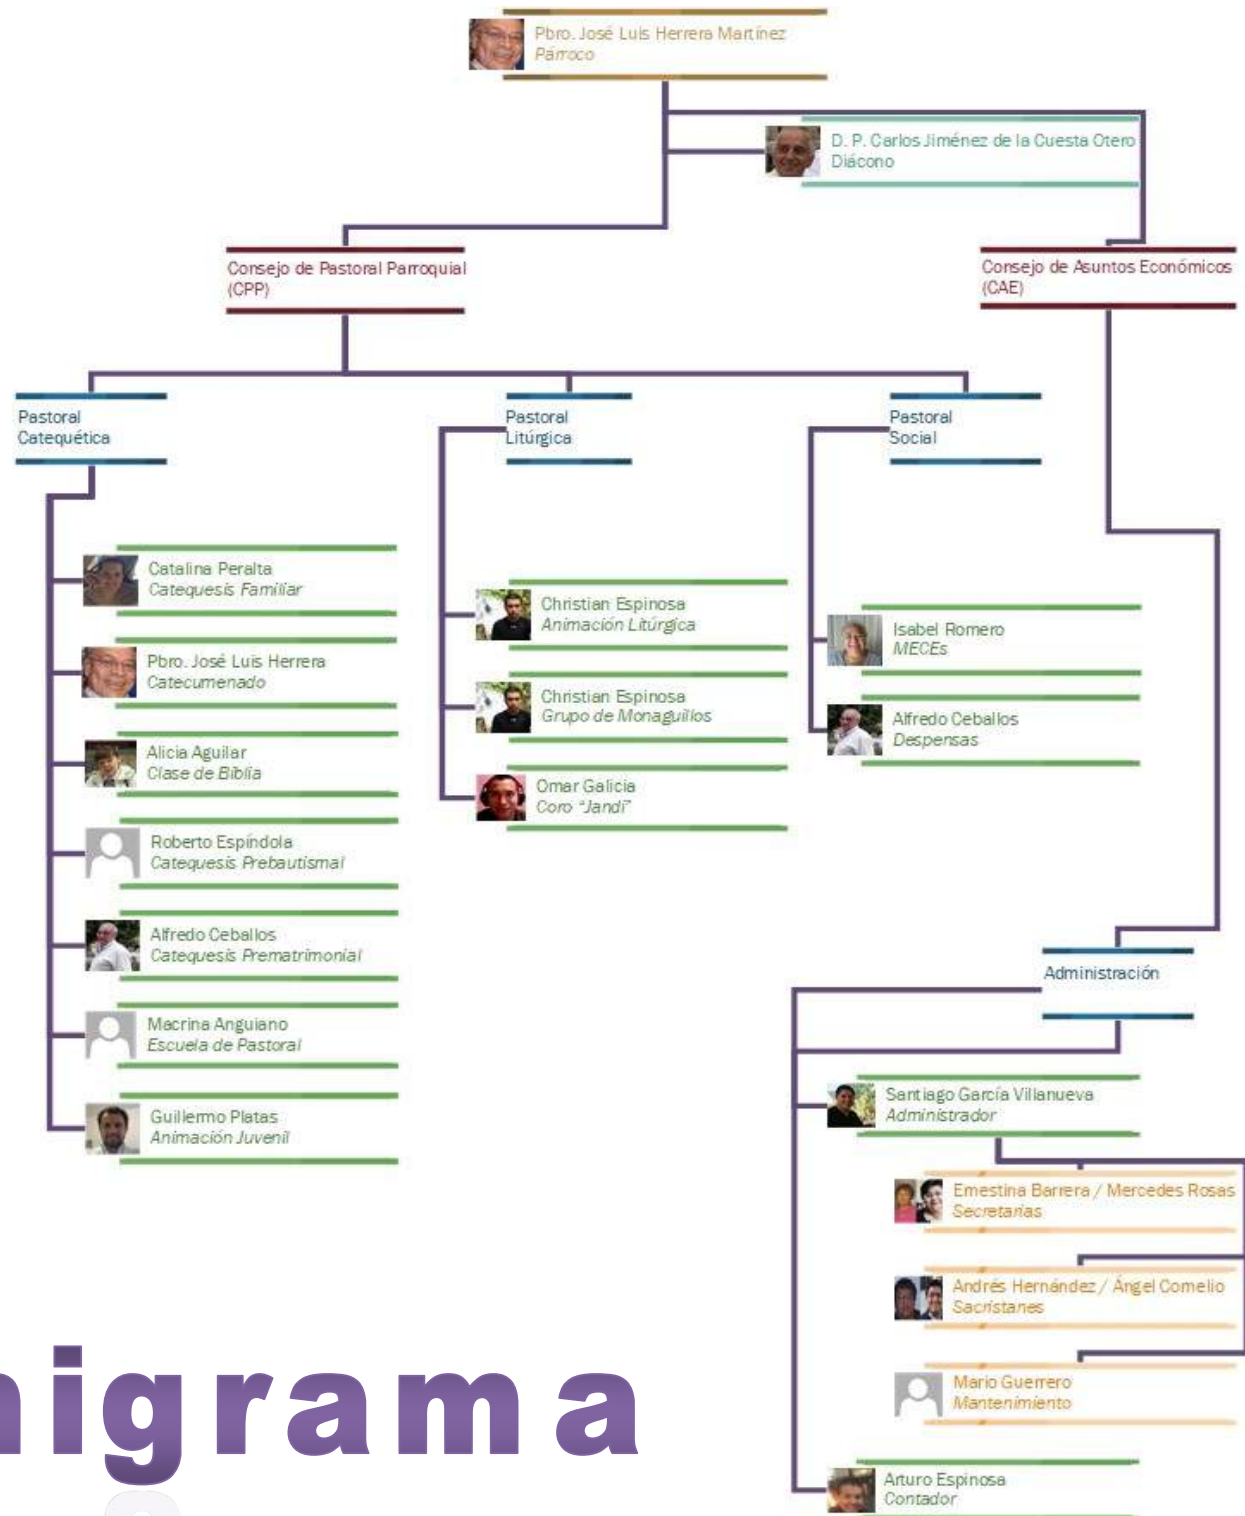 Pbro. José Luis Herrera Martínez
Párroco
D. P. Carlos Jiménez de la Cuesta Otero
Diácono
Consejo de Pastoral Parroquial
(CPP)
Consejo de Asuntos Económicos
(CAE)
Pastoral
Catequética
Pastoral
Litúrgica
Pastoral
Social
Catalina Peralta
Catequesis Familiar
Pbro. José Luis Herrera
Catecumenado
Alicia Aguilar
Clase de Biblia
Roberto Espíndola
Catequesis Prebautismal
Alfredo Ceballos
Catequesis Prematrimonial
Macrina Anguiano
Escuela de Pastoral
Guillermo Platas
Animación Juvenil
Christian Espinosa
Animación Litúrgica
Christian Espinosa
Grupo de Monaguillos
Omar Galicia
Coro "Jandi"
Isabel Romero
MECEs
Alfredo Ceballos
Despensas
Administración
Santiago García Villanueva
Administrador
Ernestina Barrera / Mercedes Rosas
Secretarias
Andrés Hernández / Ángel Cornelio
Sacristanes
Mario Guerrero
Mantenimiento
Arturo Espinosa
Contador
nigrama